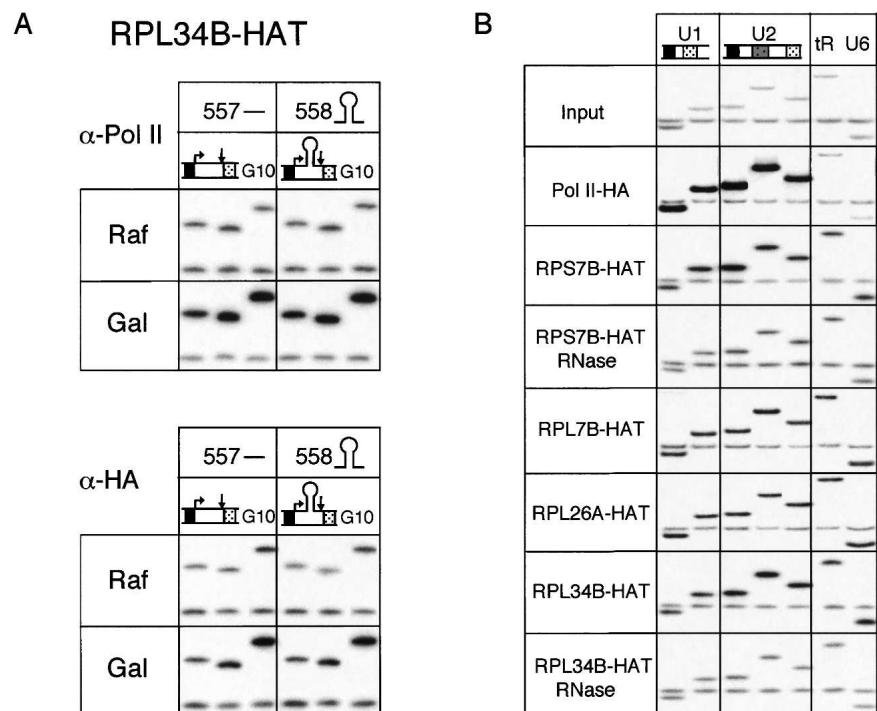 A
RPL34B-HAT
α-Pol II
557 —
558
G10
G10
Raf
Gal
α-HA
557 —
558
G10
G10
Raf
Gal
B
U1
U2
tR
U6
Input
Pol II-HA
RPS7B-HAT
RPS7B-HAT
RNase
RPL7B-HAT
RPL26A-HAT
RPL34B-HAT
RPL34B-HAT
RNase